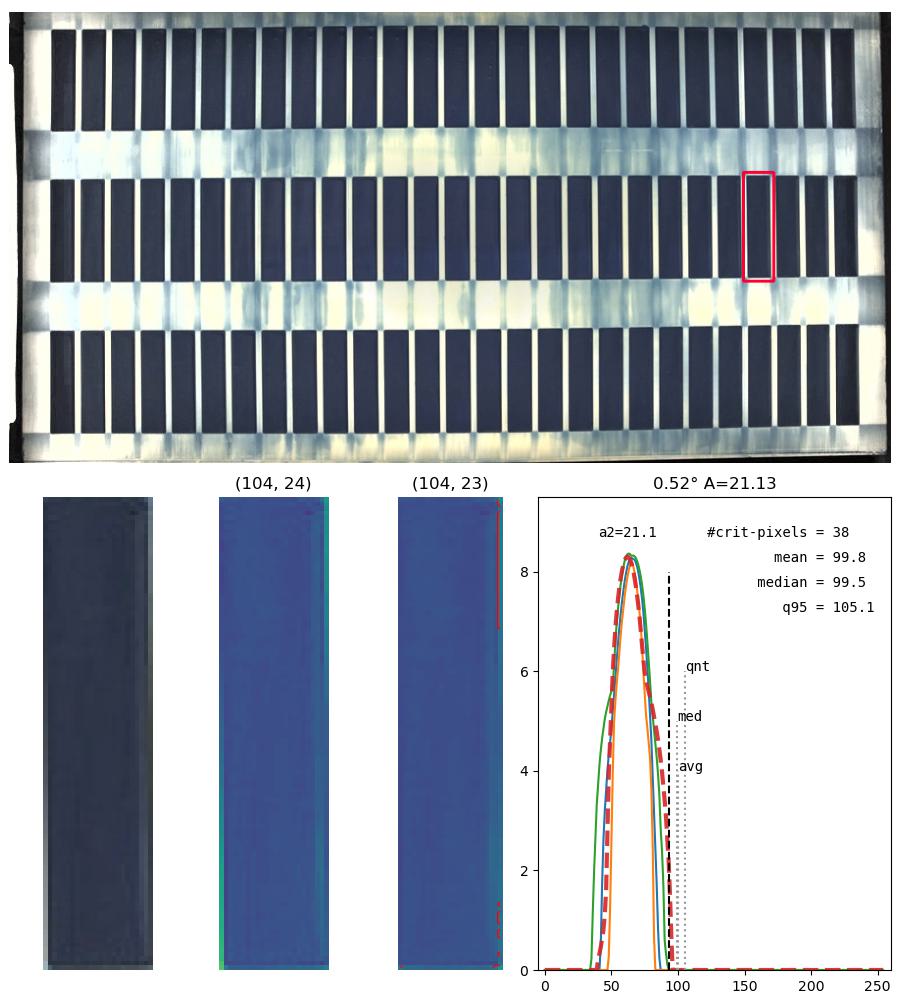 (104, 24)
(104, 23)
0.52° A=21.13
a2=21.1
#crit-pixels = 38
mean = 99.8
median = 99.5
q95 = 105.1
qnt
med
avg
8
6
4
2
0
0 50 100 150 200 250